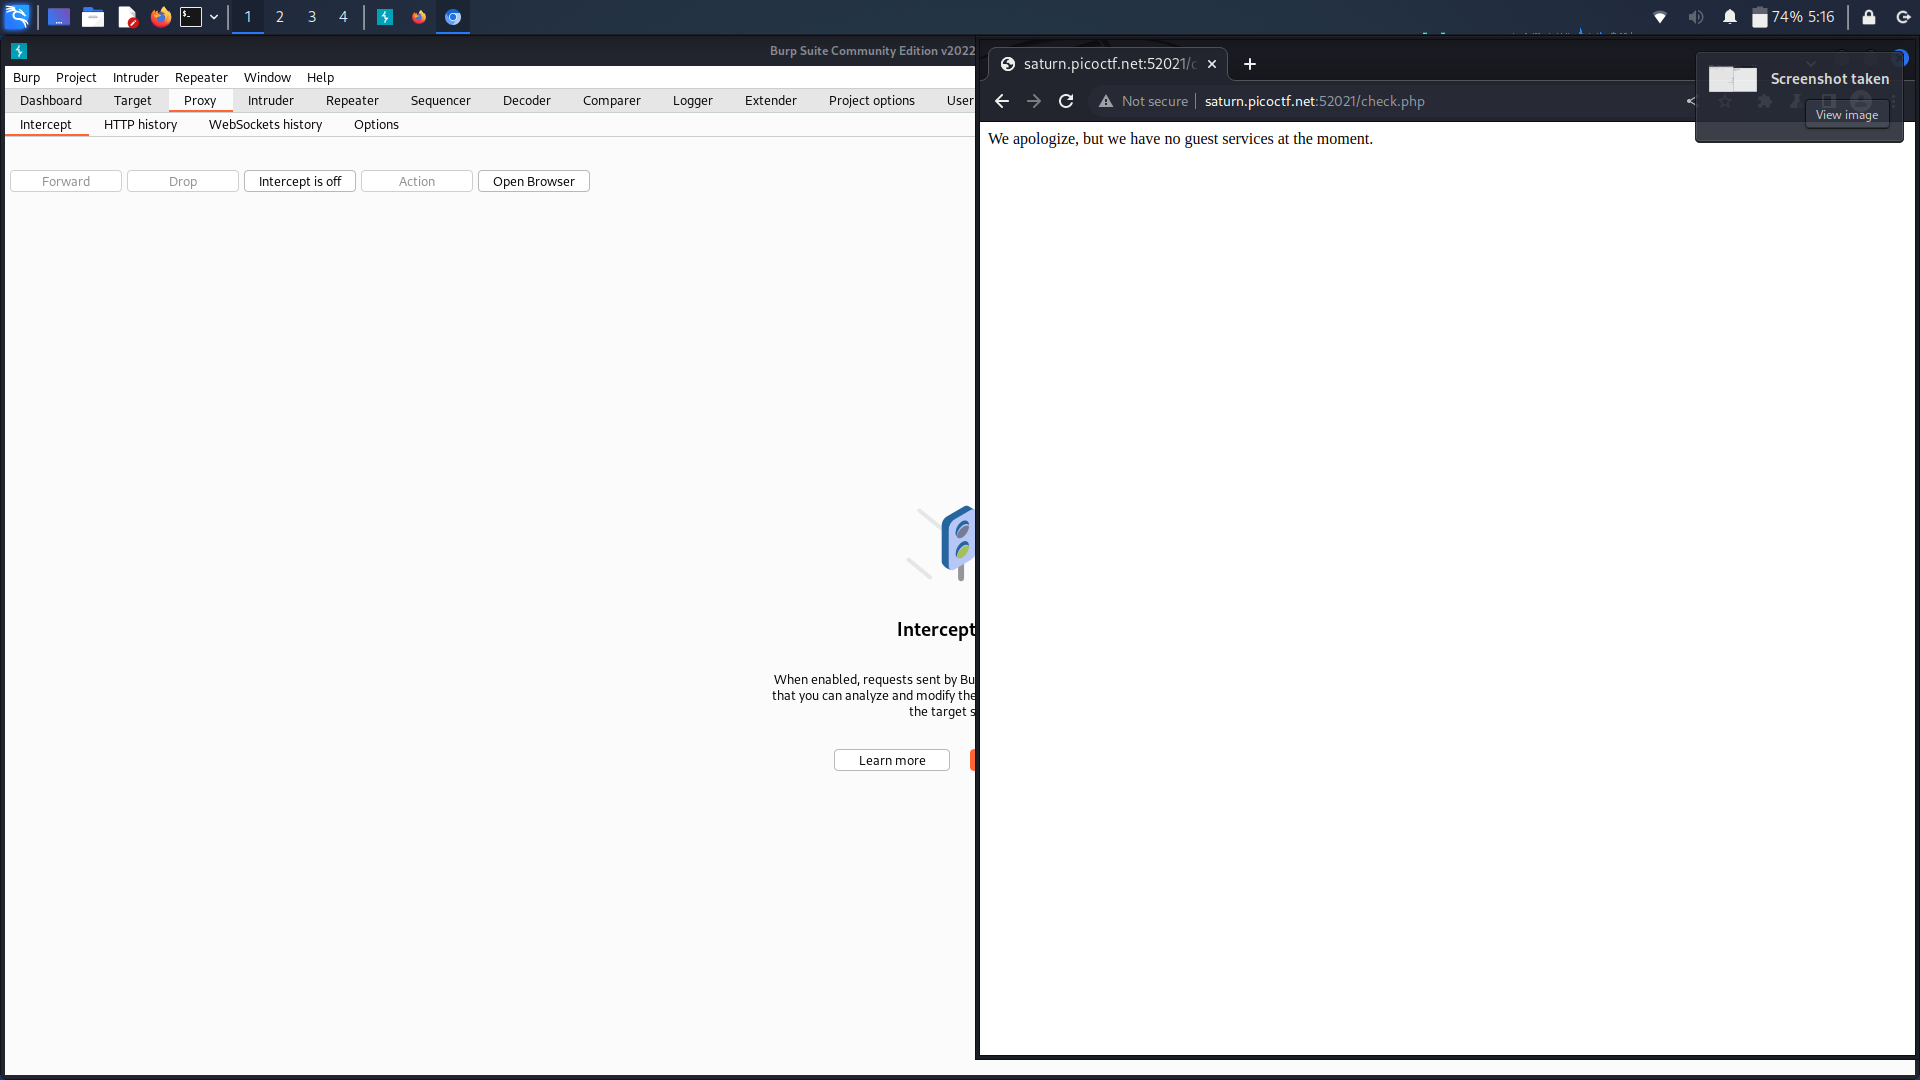 1 2 3 4 74% 5:16
Burp Suite Community Edition v2022
Burp Project Intruder Repeater Window Help
Dashboard Target Proxy Intruder Repeater Sequencer Decoder Comparer Logger Extender Project options User
Intercept HTTP history WebSockets history Options
Forward Drop Intercept is off Action Open Browser
Intercept
When enabled, requests sent by Bu
that you can analyze and modify the
the target s
Learn more
saturn.picoctf.net:52021/c
Not secure saturn.picoctf.net:52021/check.php
We apologize, but we have no guest services at the moment.
Screenshot taken
View image